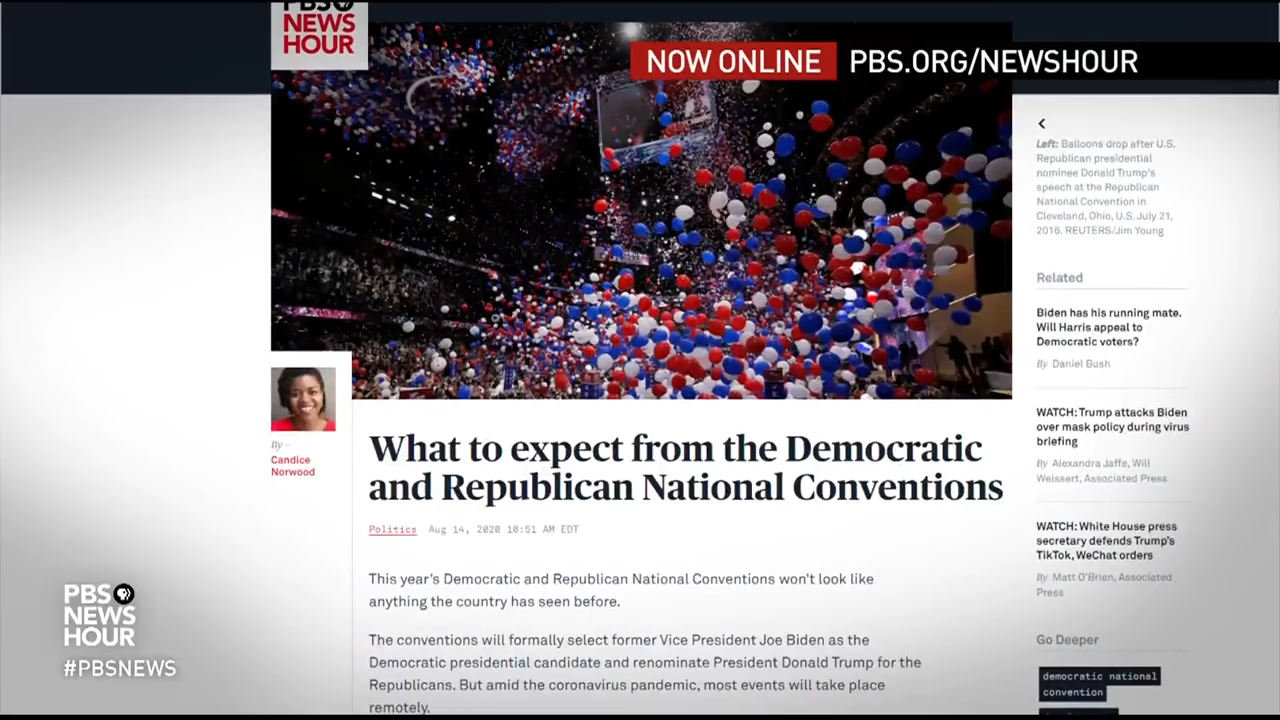 PBS
NEWS
HOUR
NOW ONLINE
PBS.ORG/NEWSHOUR
Left: Balloons drop after U.S.
Republican presidential
nominee Donald Trump's
speech at the Republican
National Convention in
Cleveland, Ohio, U.S. July 21,
2016. REUTERS/Jim Young
Related
Biden has his running mate.
Will Harris appeal to
Democratic voters?
By Daniel Bush
WATCH: Trump attacks Biden
over mask policy during virus
briefing
By Alexandra Jaffe, Will
Weissert, Associated Press
WATCH: White House press
secretary defends Trump's
TikTok, WeChat orders
By Matt O'Brien, Associated
Press
Go Deeper
democratic national
convention
By –
Candice
Norwood
What to expect from the Democratic
and Republican National Conventions
Politics Aug 14, 2020 10:51 AM EDT
This year's Democratic and Republican National Conventions won't look like
anything the country has seen before.
The conventions will formally select former Vice President Joe Biden as the
Democratic presidential candidate and renominate President Donald Trump for the
Republicans. But amid the coronavirus pandemic, most events will take place
remotely.
PBS
NEWS
HOUR
#PBSNEWS